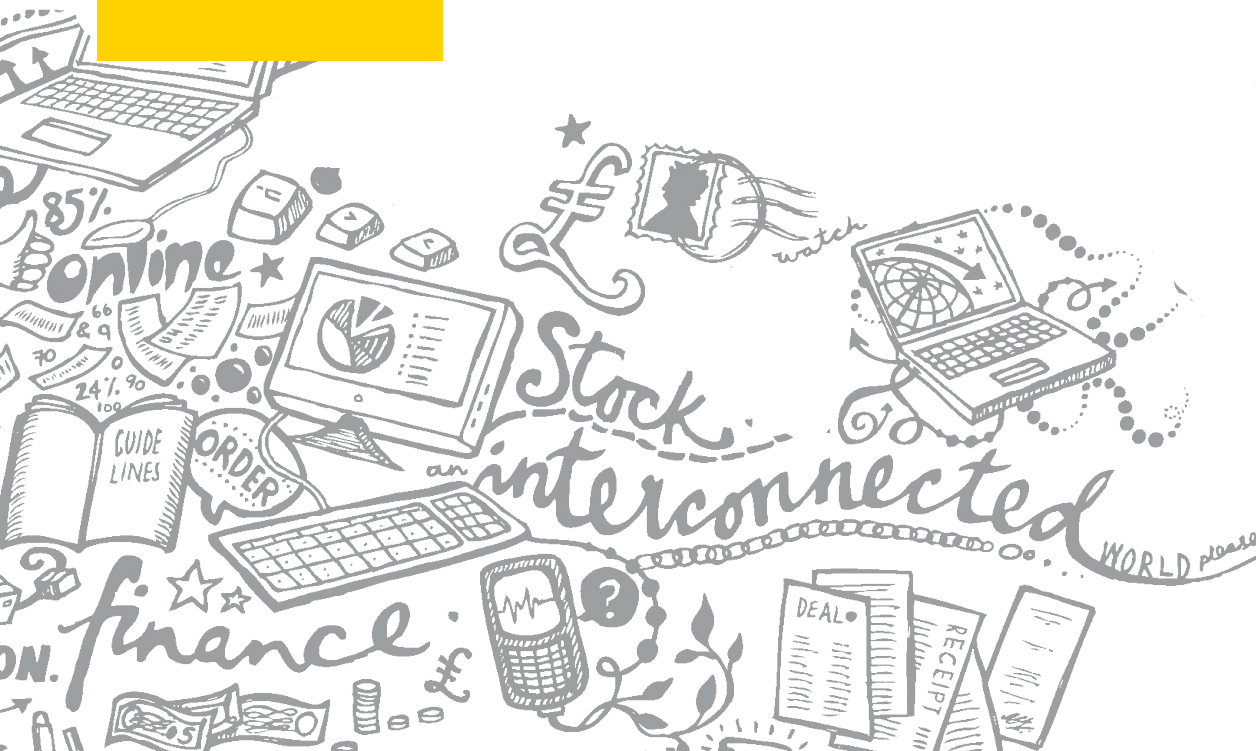 85%
online
watch
66
& 9
70
0
24% 90
100
Stock
GUIDE
LINES
ORDER
an interconnected
WORLD please
finance
ON.
£
£
?
DEAL
RECEIPT
5